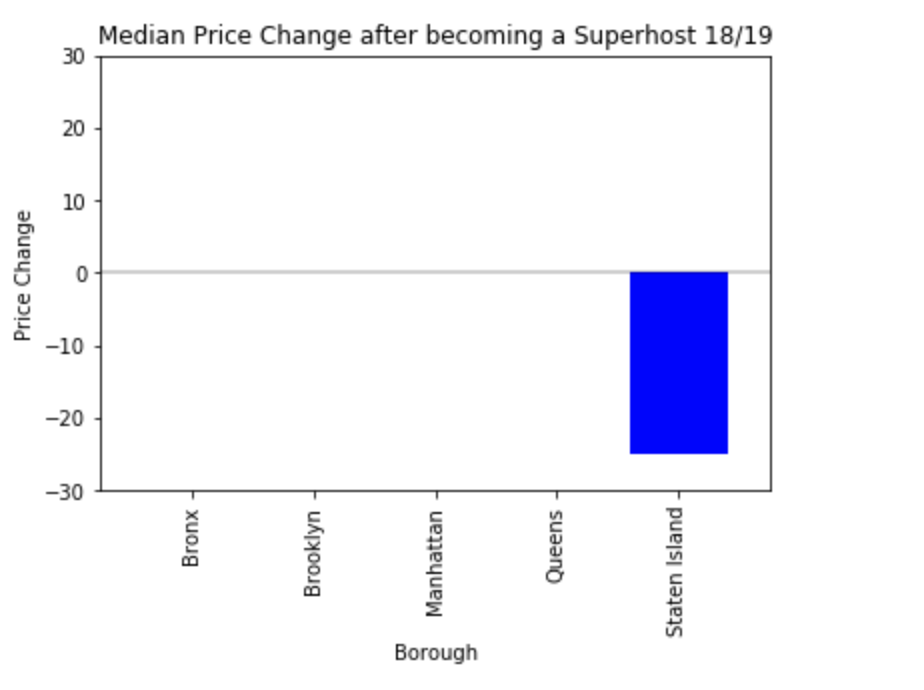 Median Price Change after becoming a Superhost 18/19
30
20
10
0
−10
−20
−30
Price Change
Bronx
Brooklyn
Manhattan
Queens
Staten Island
Borough